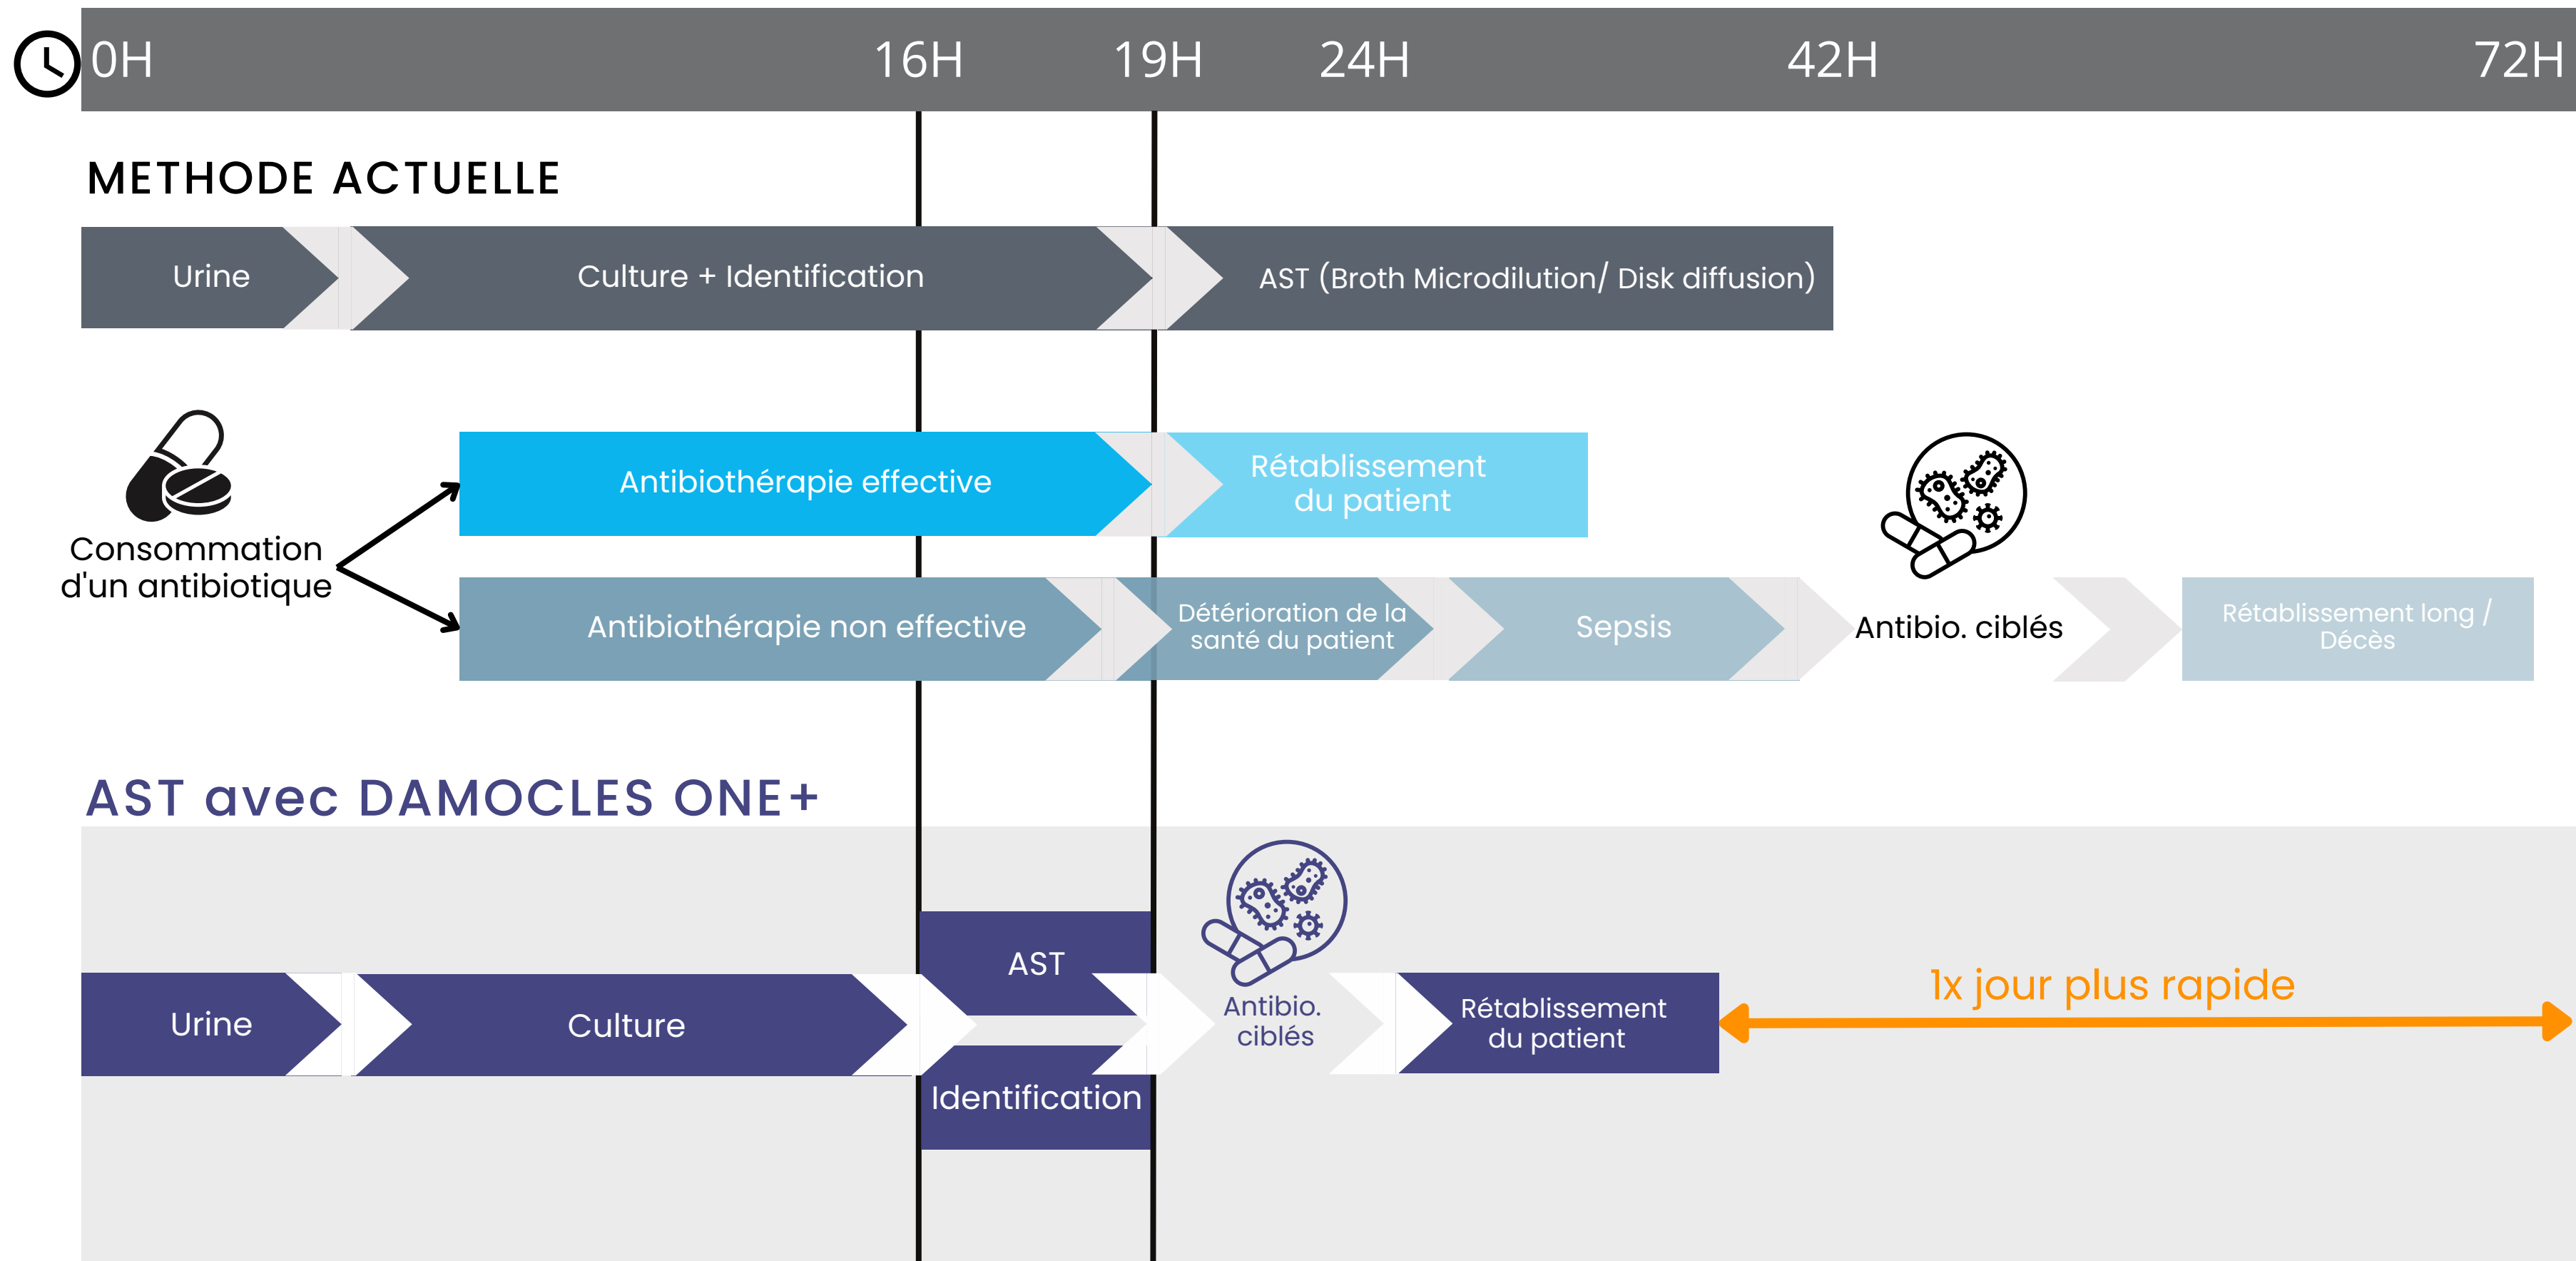 0H 16H 19H 24H 42H 72H
METHODE ACTUELLE
Urine
Culture + Identification
AST (Broth Microdilution/ Disk diffusion)
Consommation
d'un antibiotique
Antibiothérapie effective
Rétablissement
du patient
Antibiothérapie non effective
Détérioration de la
santé du patient
Sepsis
Antibio. ciblés
Rétablissement long /
Décès
AST avec DAMOCLES ONE+
Urine
Culture
AST
Identification
Antibio.
ciblés
Rétablissement
du patient
1x jour plus rapide